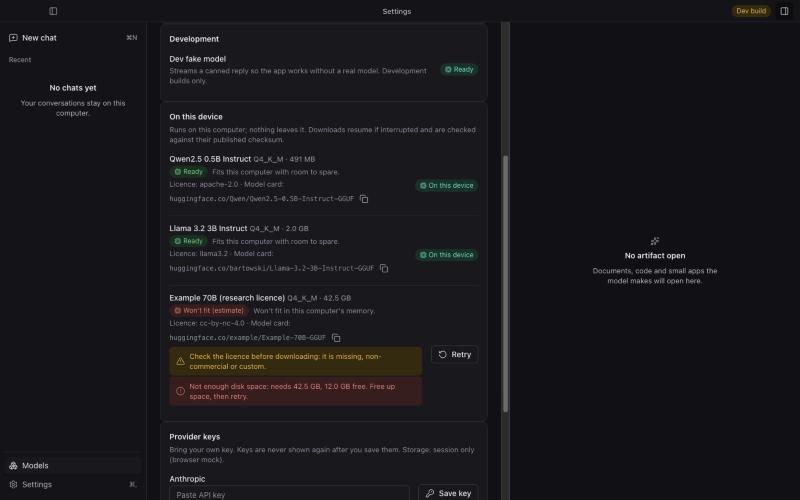 Settings
Dev build
New chat
⌘N
Recent
No chats yet
Your conversations stay on this
computer.
Models
Settings
⌘,
Development
Dev fake model
Streams a canned reply so the app works without a real model. Development
builds only.
Ready
On this device
Runs on this computer; nothing leaves it. Downloads resume if interrupted and are checked
against their published checksum.
Qwen2.5 0.5B Instruct Q4_K_M · 491 MB
Ready Fits this computer with room to spare.
Licence: apache-2.0 · Model card:
On this device
huggingface.co/Qwen/Qwen2.5-0.5B-Instruct-GGUF
Llama 3.2 3B Instruct Q4_K_M · 2.0 GB
Ready Fits this computer with room to spare.
Licence: llama3.2 · Model card:
On this device
huggingface.co/bartowski/Llama-3.2-3B-Instruct-GGUF
Example 70B (research licence) Q4_K_M · 42.5 GB
Won't fit (estimate) Won't fit in this computer's memory.
Licence: cc-by-nc-4.0 · Model card:
huggingface.co/example/Example-70B-GGUF
Check the licence before downloading: it is missing, non-
commercial or custom.
Retry
Not enough disk space: needs 42.5 GB, 12.0 GB free. Free up
space, then retry.
Provider keys
Bring your own key. Keys are never shown again after you save them. Storage: session only
(browser mock).
Anthropic
Paste API key
Save key
No artifact open
Documents, code and small apps the
model makes will open here.